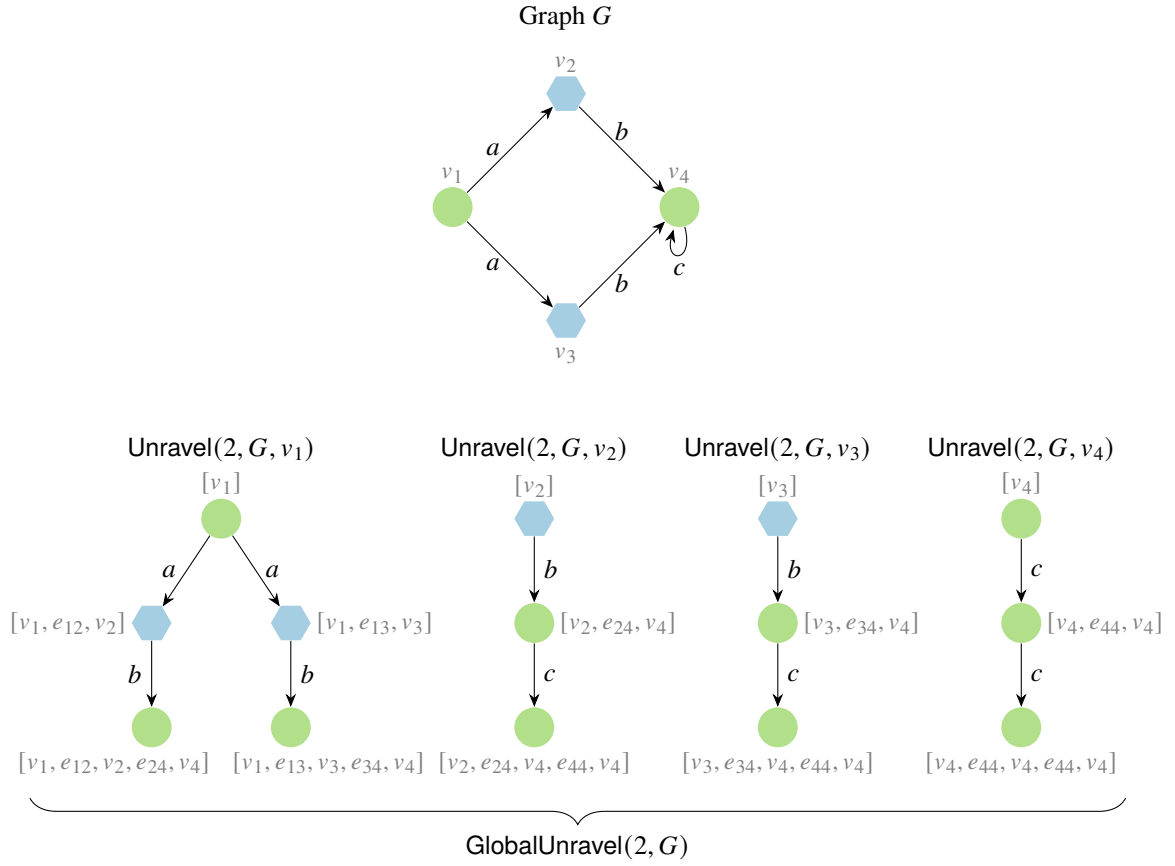 Graph G
v2
a
b
v1
v4
a
b
c
v3
Unravel(2, G, v1)
Unravel(2, G, v2)
Unravel(2, G, v3)
Unravel(2, G, v4)
[v1]
[v2]
[v3]
[v4]
a
a
b
b
c
[v1, e12, v2]
[v1, e13, v3]
[v2, e24, v4]
[v3, e34, v4]
[v4, e44, v4]
b
b
c
c
c
[v1, e12, v2, e24, v4]
[v1, e13, v3, e34, v4]
[v2, e24, v4, e44, v4]
[v3, e34, v4, e44, v4]
[v4, e44, v4, e44, v4]
GlobalUnravel(2, G)